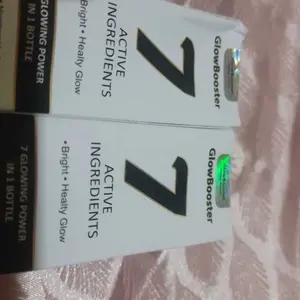 GlowBooster
7
ACTIVE
INGREDIENTS
• Bright • Healty Glow
7 GLOWING POWER
IN 1 BOTTLE
GlowBooster
7
ACTIVE
INGREDIENTS
• Bright • Healty Glow
7 GLOWING POWER
IN 1 BOTTLE